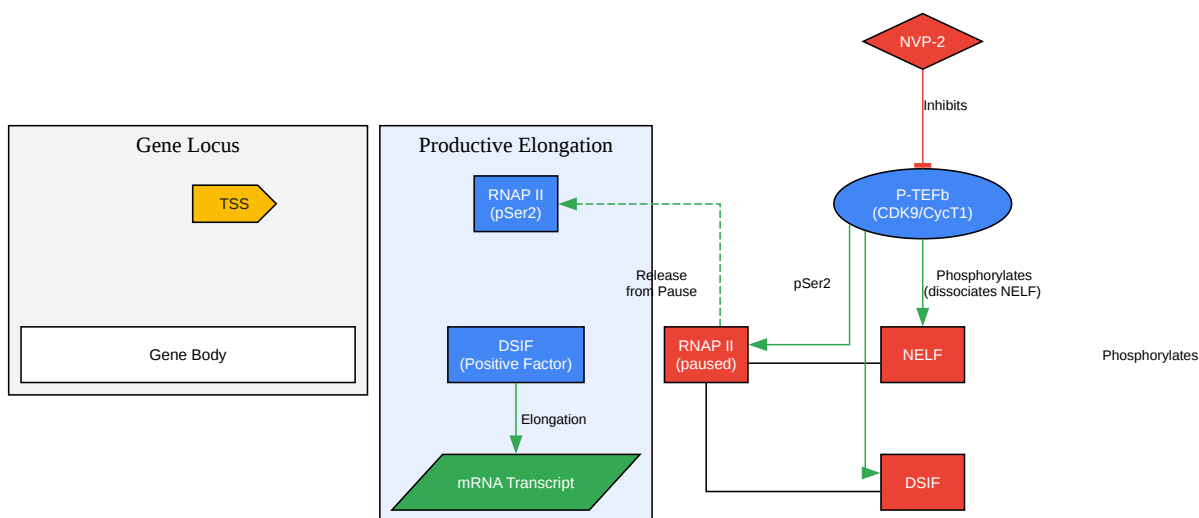 NVP-2
Inhibits
Gene Locus
Productive Elongation
TSS
RNAP II
(pSer2)
P-TEFb
(CDK9/CycT1)
Release
from Pause
pSer2
Phosphorylates
(dissociates NELF)
Gene Body
DSIF
(Positive Factor)
RNAP II
(paused)
NELF
Phosphorylates
Elongation
mRNA Transcript
DSIF